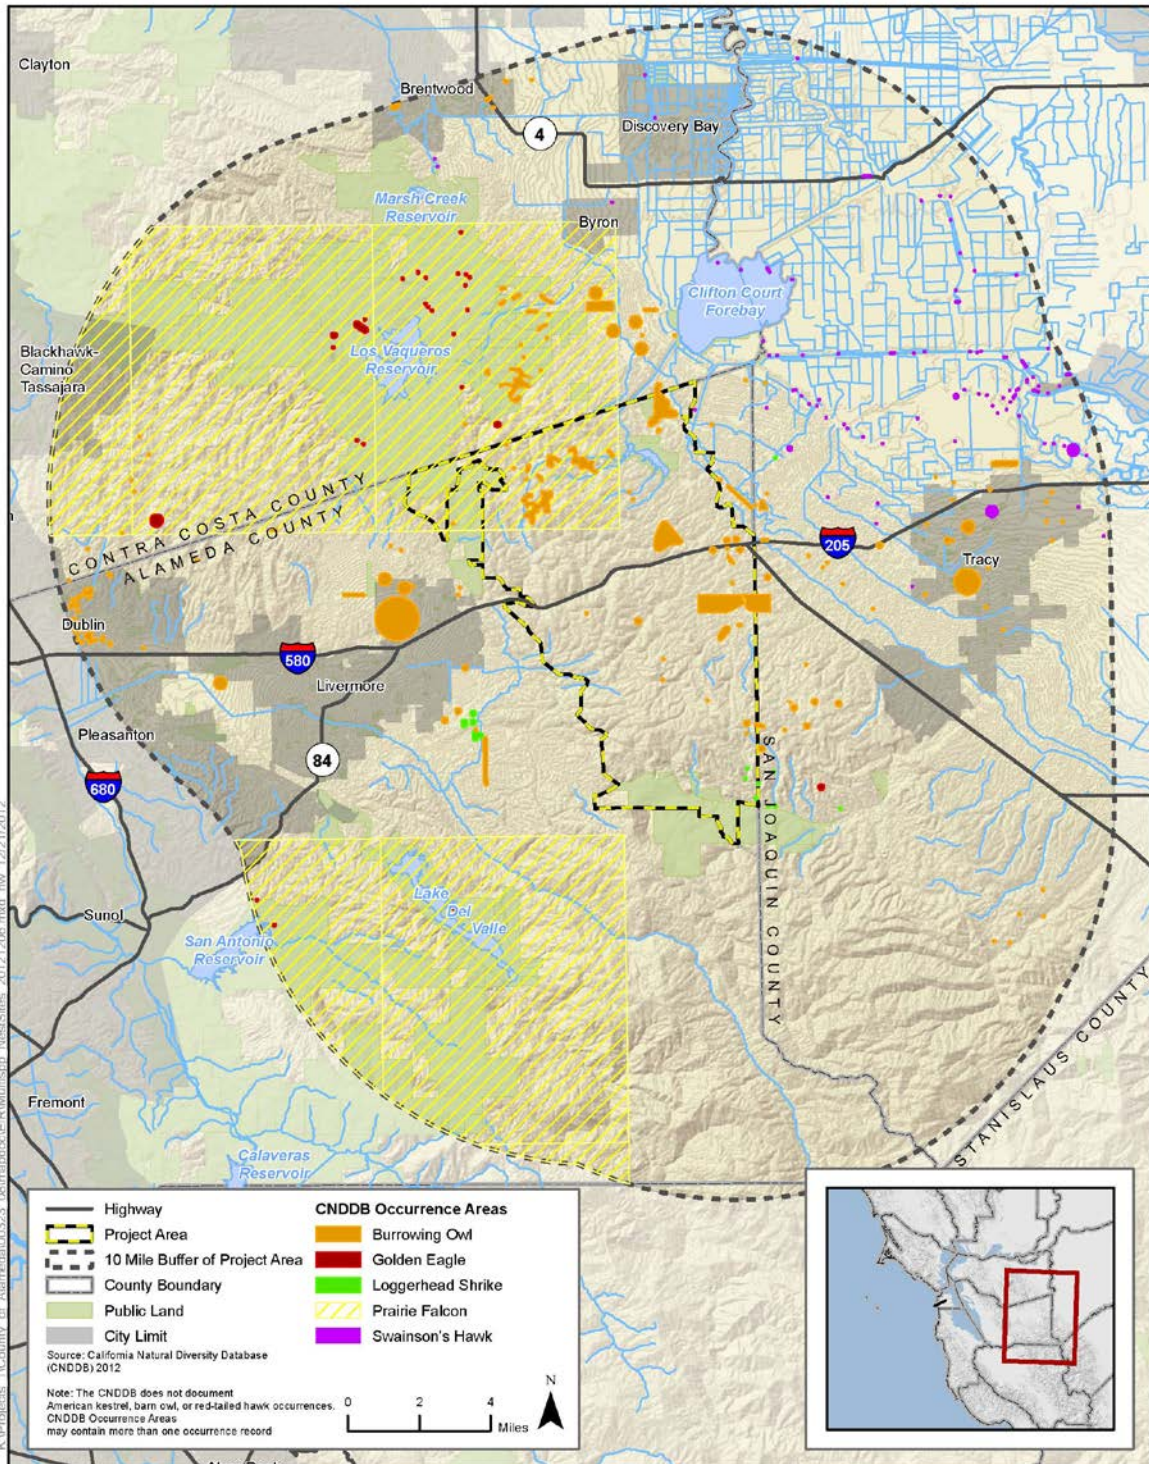 Clayton
Brentwood
4
Discovery Bay
Marsh Creek
Reservoir
Byron
Clifton Court
Forebay
Blackhawk-
Camino
Tassajara
Los Vaqueros
Reservoir
CONTRA COSTA COUNTY
ALAMEDA COUNTY
205
Tracy
Dublin
580
Livermore
Pleasanton
84
680
SAN JOAQUIN COUNTY
Lake
Del
Valle
Sunol
San Antonio
Reservoir
STANISLAUS COUNTY
Fremont
Calaveras
Reservoir
Highway
Project Area
10 Mile Buffer of Project Area
County Boundary
Public Land
City Limit
Source: California Natural Diversity Database
(CNDDB) 2012
Note: The CNDDB does not document
American kestrel, barn owl, or red-tailed hawk occurrences.
CNDDB Occurrence Areas
may contain more than one occurrence record
CNDDB Occurrence Areas
Burrowing Owl
Golden Eagle
Loggerhead Shrike
Prairie Falcon
Swainson's Hawk
N
0 2 4
Miles